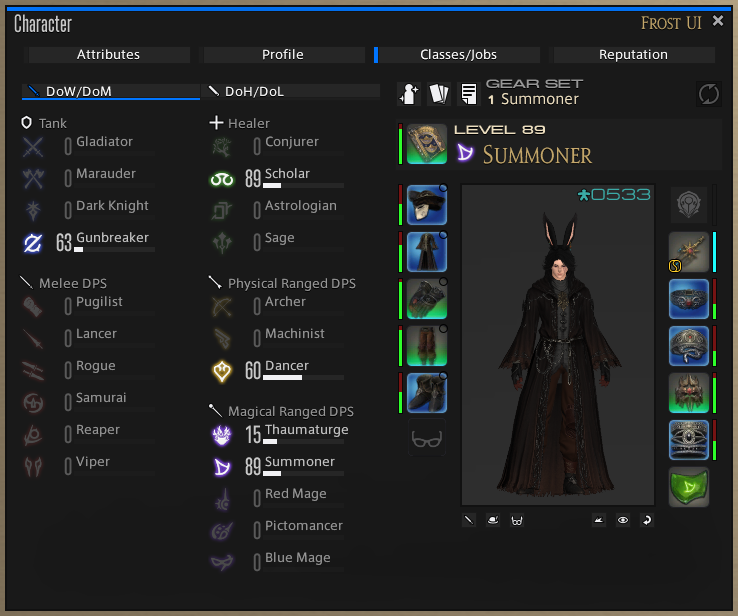 Character
FROST UI
Attributes
Profile
Classes/Jobs
Reputation
DoW/DoM
DoH/DoL
GEAR SET
1 Summoner
LEVEL 89
SUMMONER
0533
Tank
0 Gladiator
0 Marauder
0 Dark Knight
63 Gunbreaker
Healer
0 Conjurer
89 Scholar
0 Astrologian
0 Sage
Melee DPS
0 Pugilist
0 Lancer
0 Rogue
0 Samurai
0 Reaper
0 Viper
Physical Ranged DPS
0 Archer
0 Machinist
60 Dancer
Magical Ranged DPS
15 Thaumaturge
89 Summoner
0 Red Mage
0 Pictomancer
0 Blue Mage